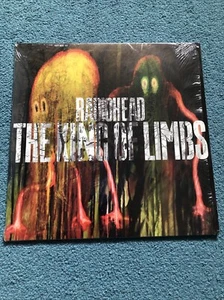 RADIOHEAD
THE KING OF LIMBS